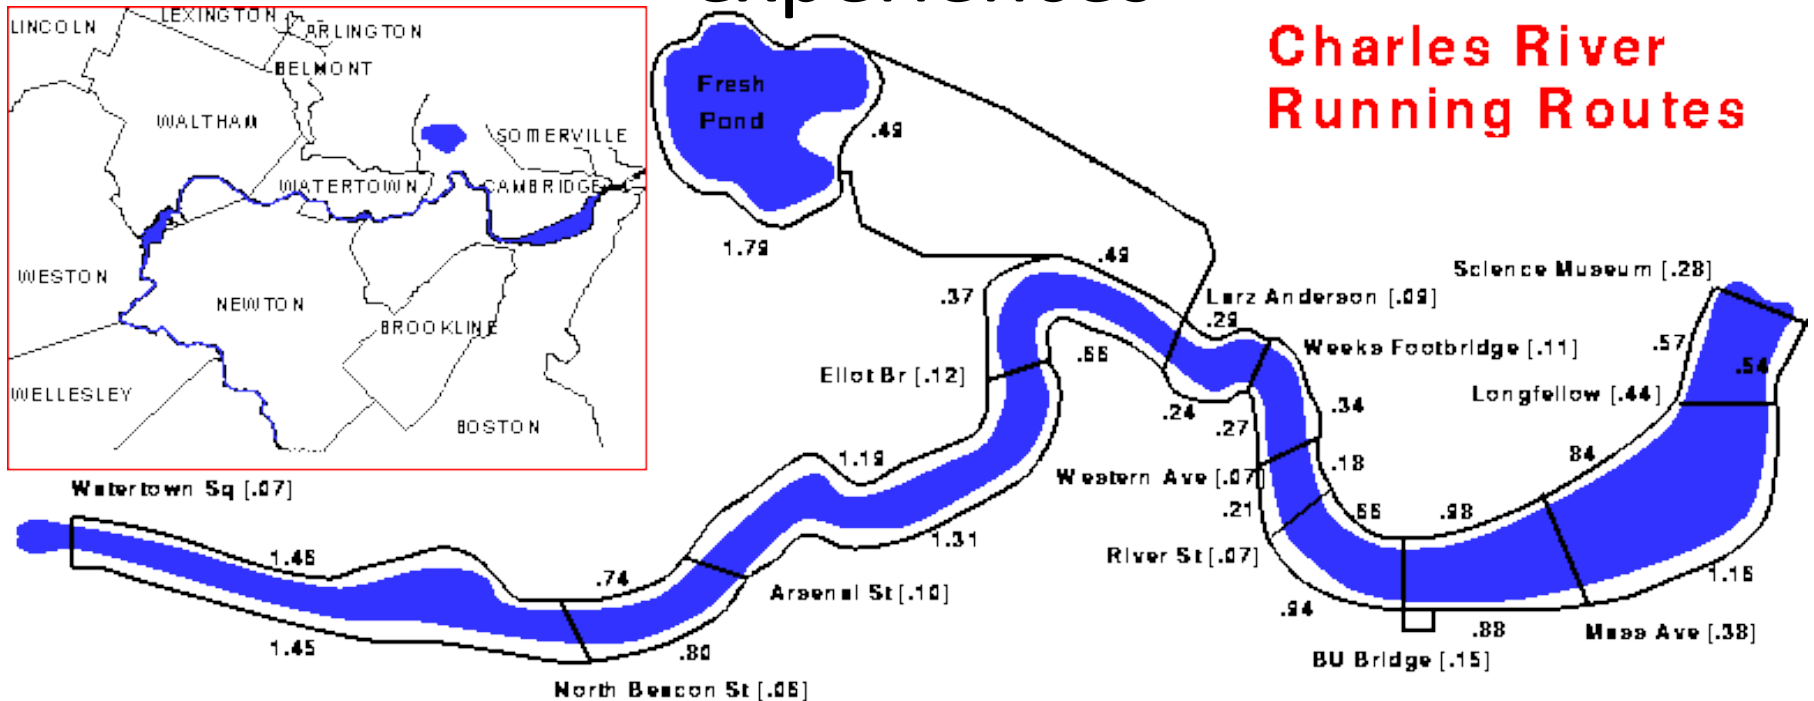 experiences
Charles River
Running Routes
LINCOLN
LEXINGTON
ARLINGTON
BELMONT
WALTHAM
SOMERVILLE
WATERTOWN
CAMBRIDGE
WESTON
NEWTON
BROOKLINE
WELLESLEY
BOSTON
Fresh
Pond
.49
1.79
.49
.37
Larz Anderson [.09]
.29
Science Museum [.28]
.57
.54
Weeks Footbridge [.11]
.66
Eliot Br [.12]
Longfellow [.44]
.24
.34
.27
1.19
.18
84
Western Ave [.07]
.21
.66
.98
Watertown Sq [.07]
1.46
1.31
River St [.07]
.74
Arsenal St [.10]
1.16
.94
.88
Mass Ave [.38]
1.45
.80
BU Bridge [.15]
North Beacon St [.06]